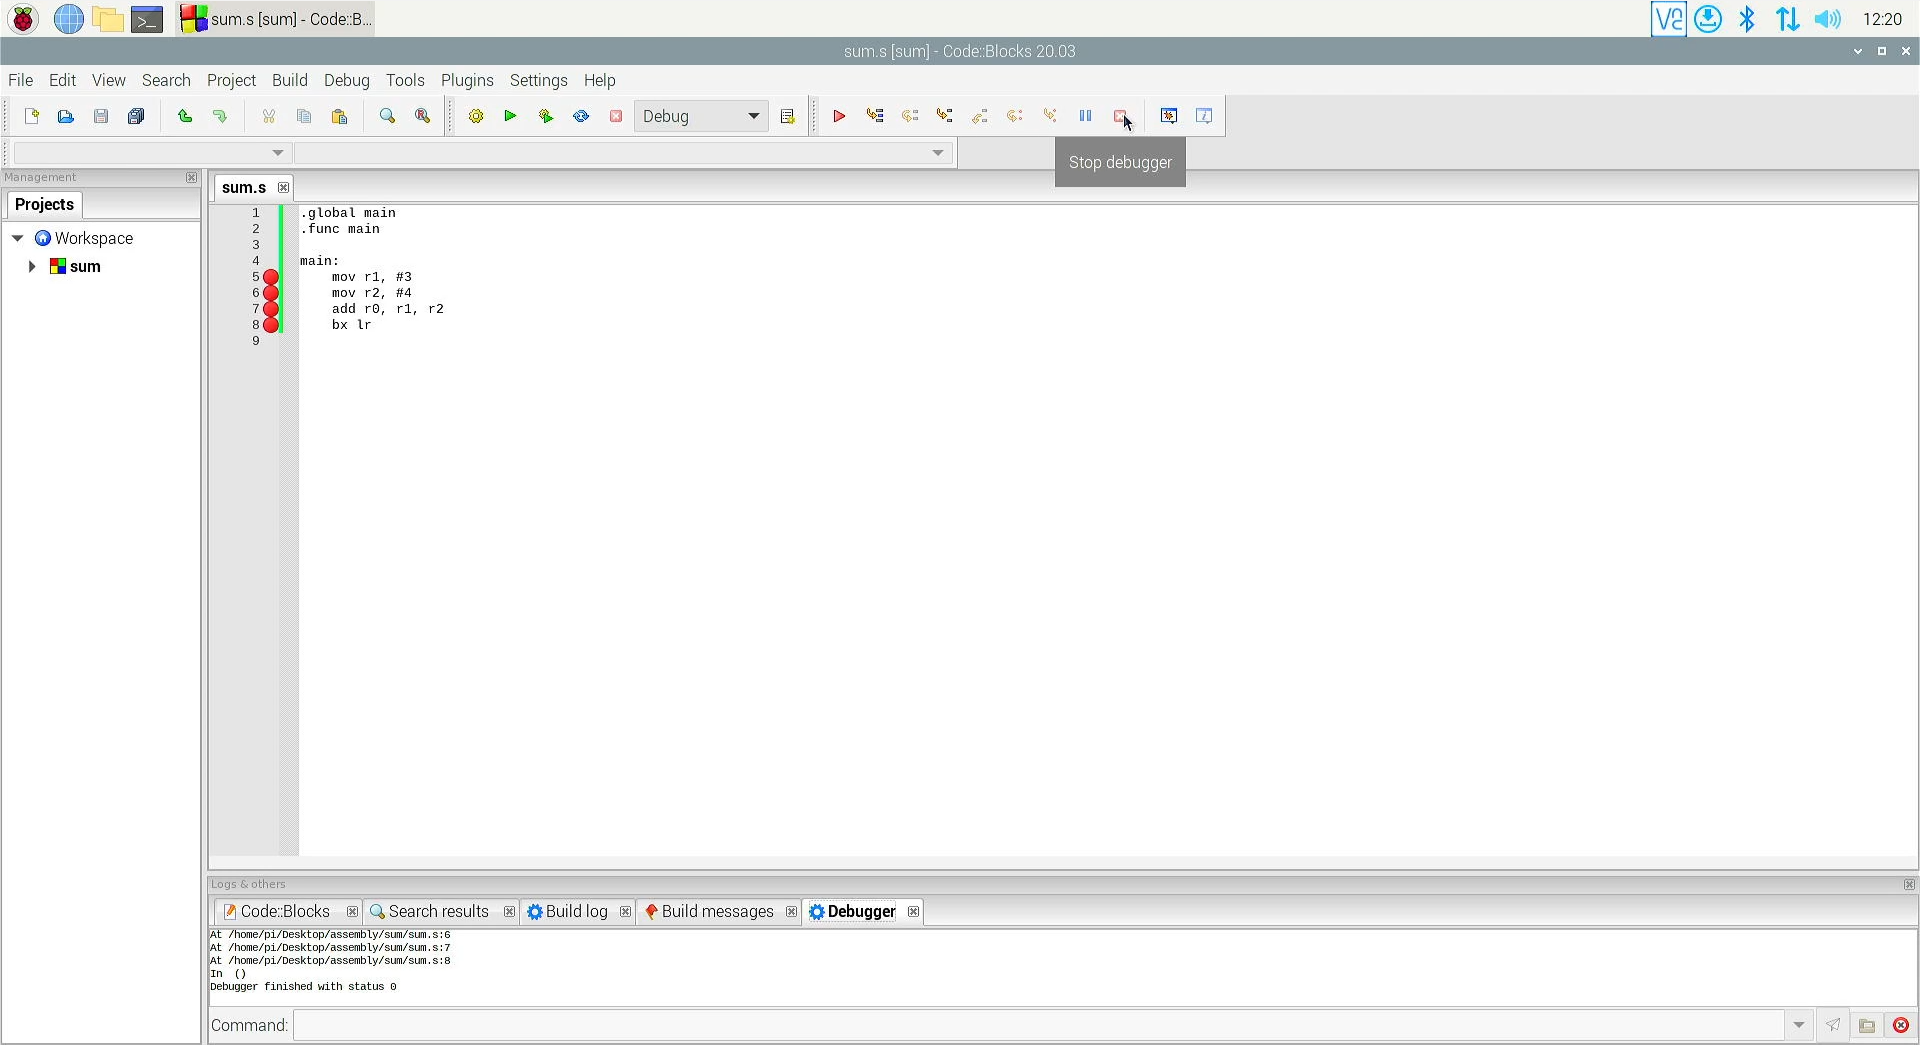 sum.s [sum] - Code::B...
12:20
sum.s [sum] - Code::Blocks 20.03
File Edit View Search Project Build Debug Tools Plugins Settings Help
Debug
Stop debugger
Management
Projects
Workspace
sum
sum.s
1 .global main
2 .func main
3
4 main:
5 mov r1, #3
6 mov r2, #4
7 add r0, r1, r2
8 bx lr
9
Logs & others
Code::Blocks Search results Build log Build messages Debugger
At /home/pi/Desktop/assembly/sum/sum.s:6
At /home/pi/Desktop/assembly/sum/sum.s:7
At /home/pi/Desktop/assembly/sum/sum.s:8
In ()
Debugger finished with status 0
Command: